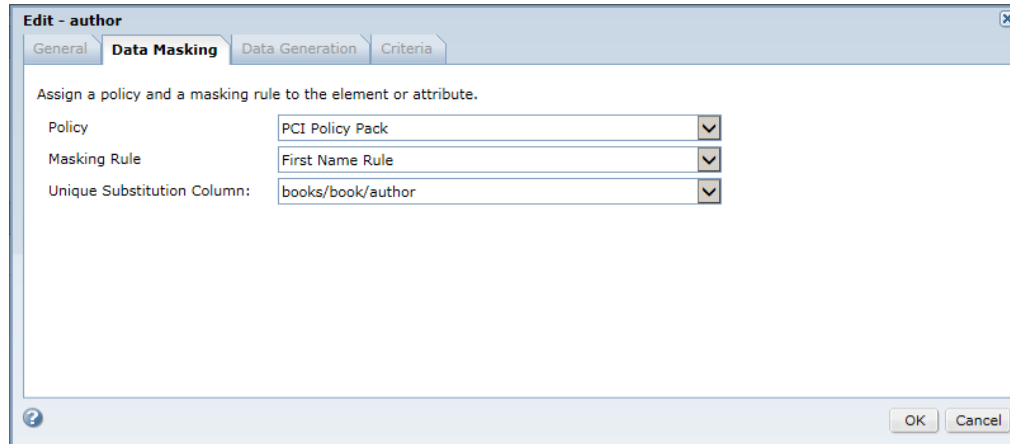 Edit - author
General Data Masking Data Generation Criteria
Assign a policy and a masking rule to the element or attribute.
Policy PCI Policy Pack
Masking Rule First Name Rule
Unique Substitution Column: books/book/author
? OK Cancel